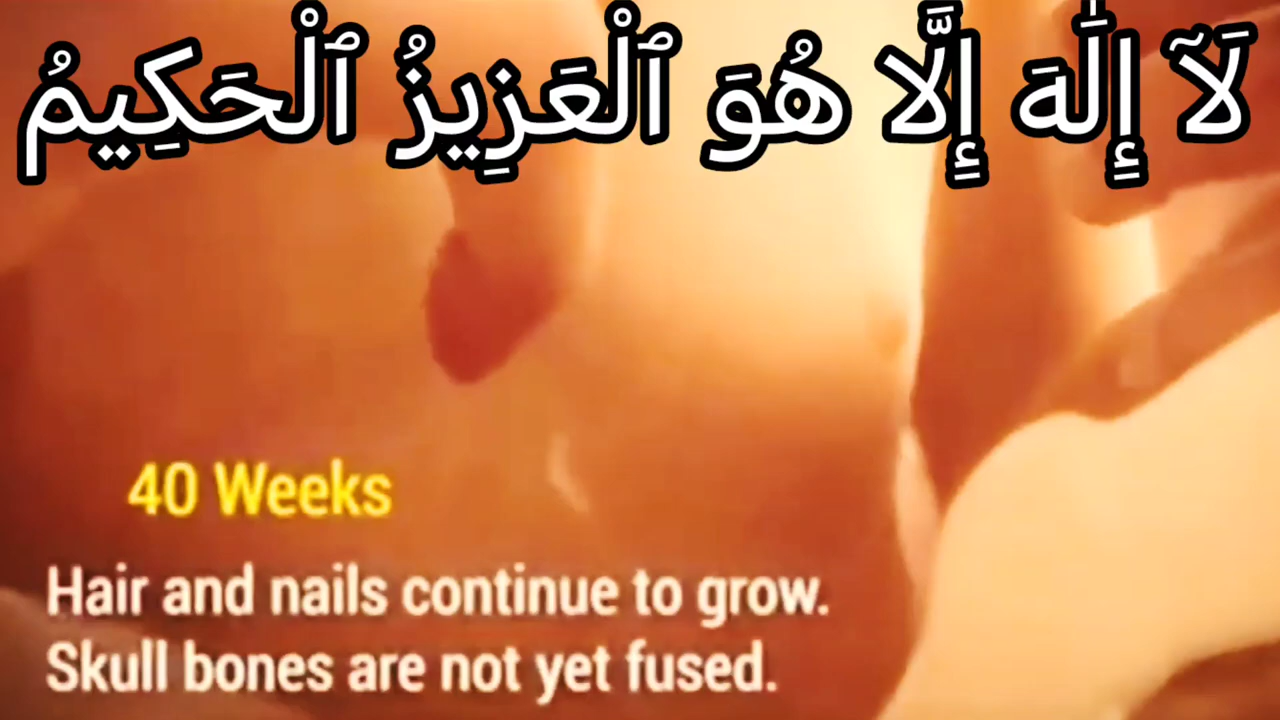 لَآ إِلَٰهَ إِلَّا هُوَ ٱلْعَزِيزُ ٱلْحَكِيمُ
40 Weeks
Hair and nails continue to grow.
Skull bones are not yet fused.